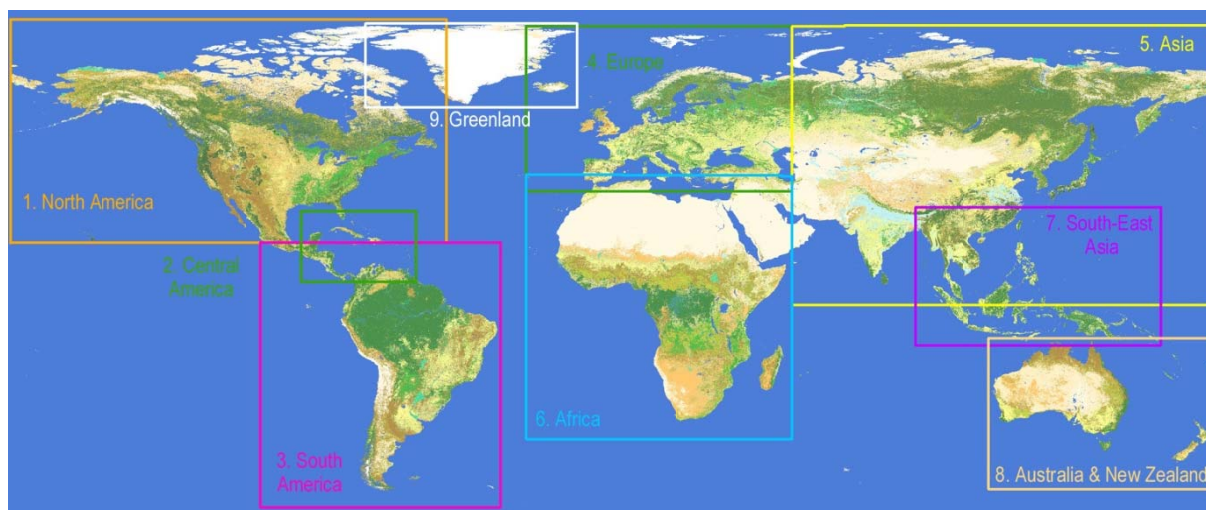 5. Asia
4. Europe
9. Greenland
1. North America
7. South-East
Asia
2. Central
America
6. Africa
3. South
America
8. Australia & New Zealand